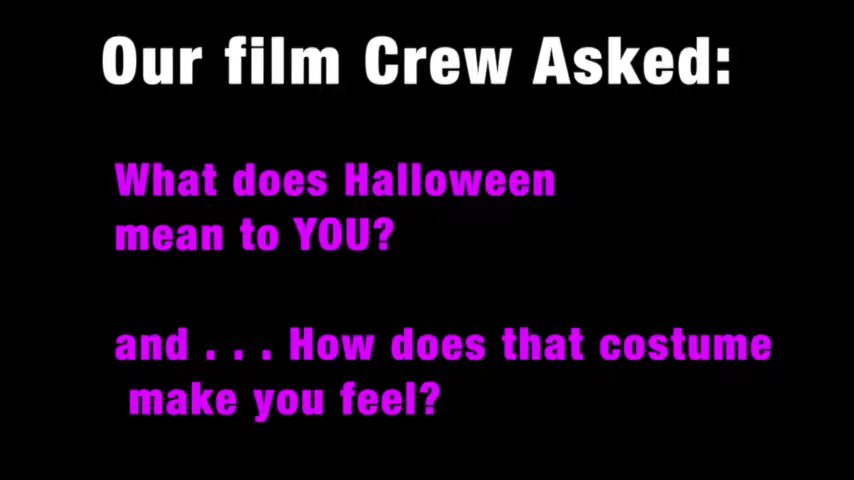 Our film Crew Asked:
What does Halloween
mean to YOU?
and . . . How does that costume
make you feel?